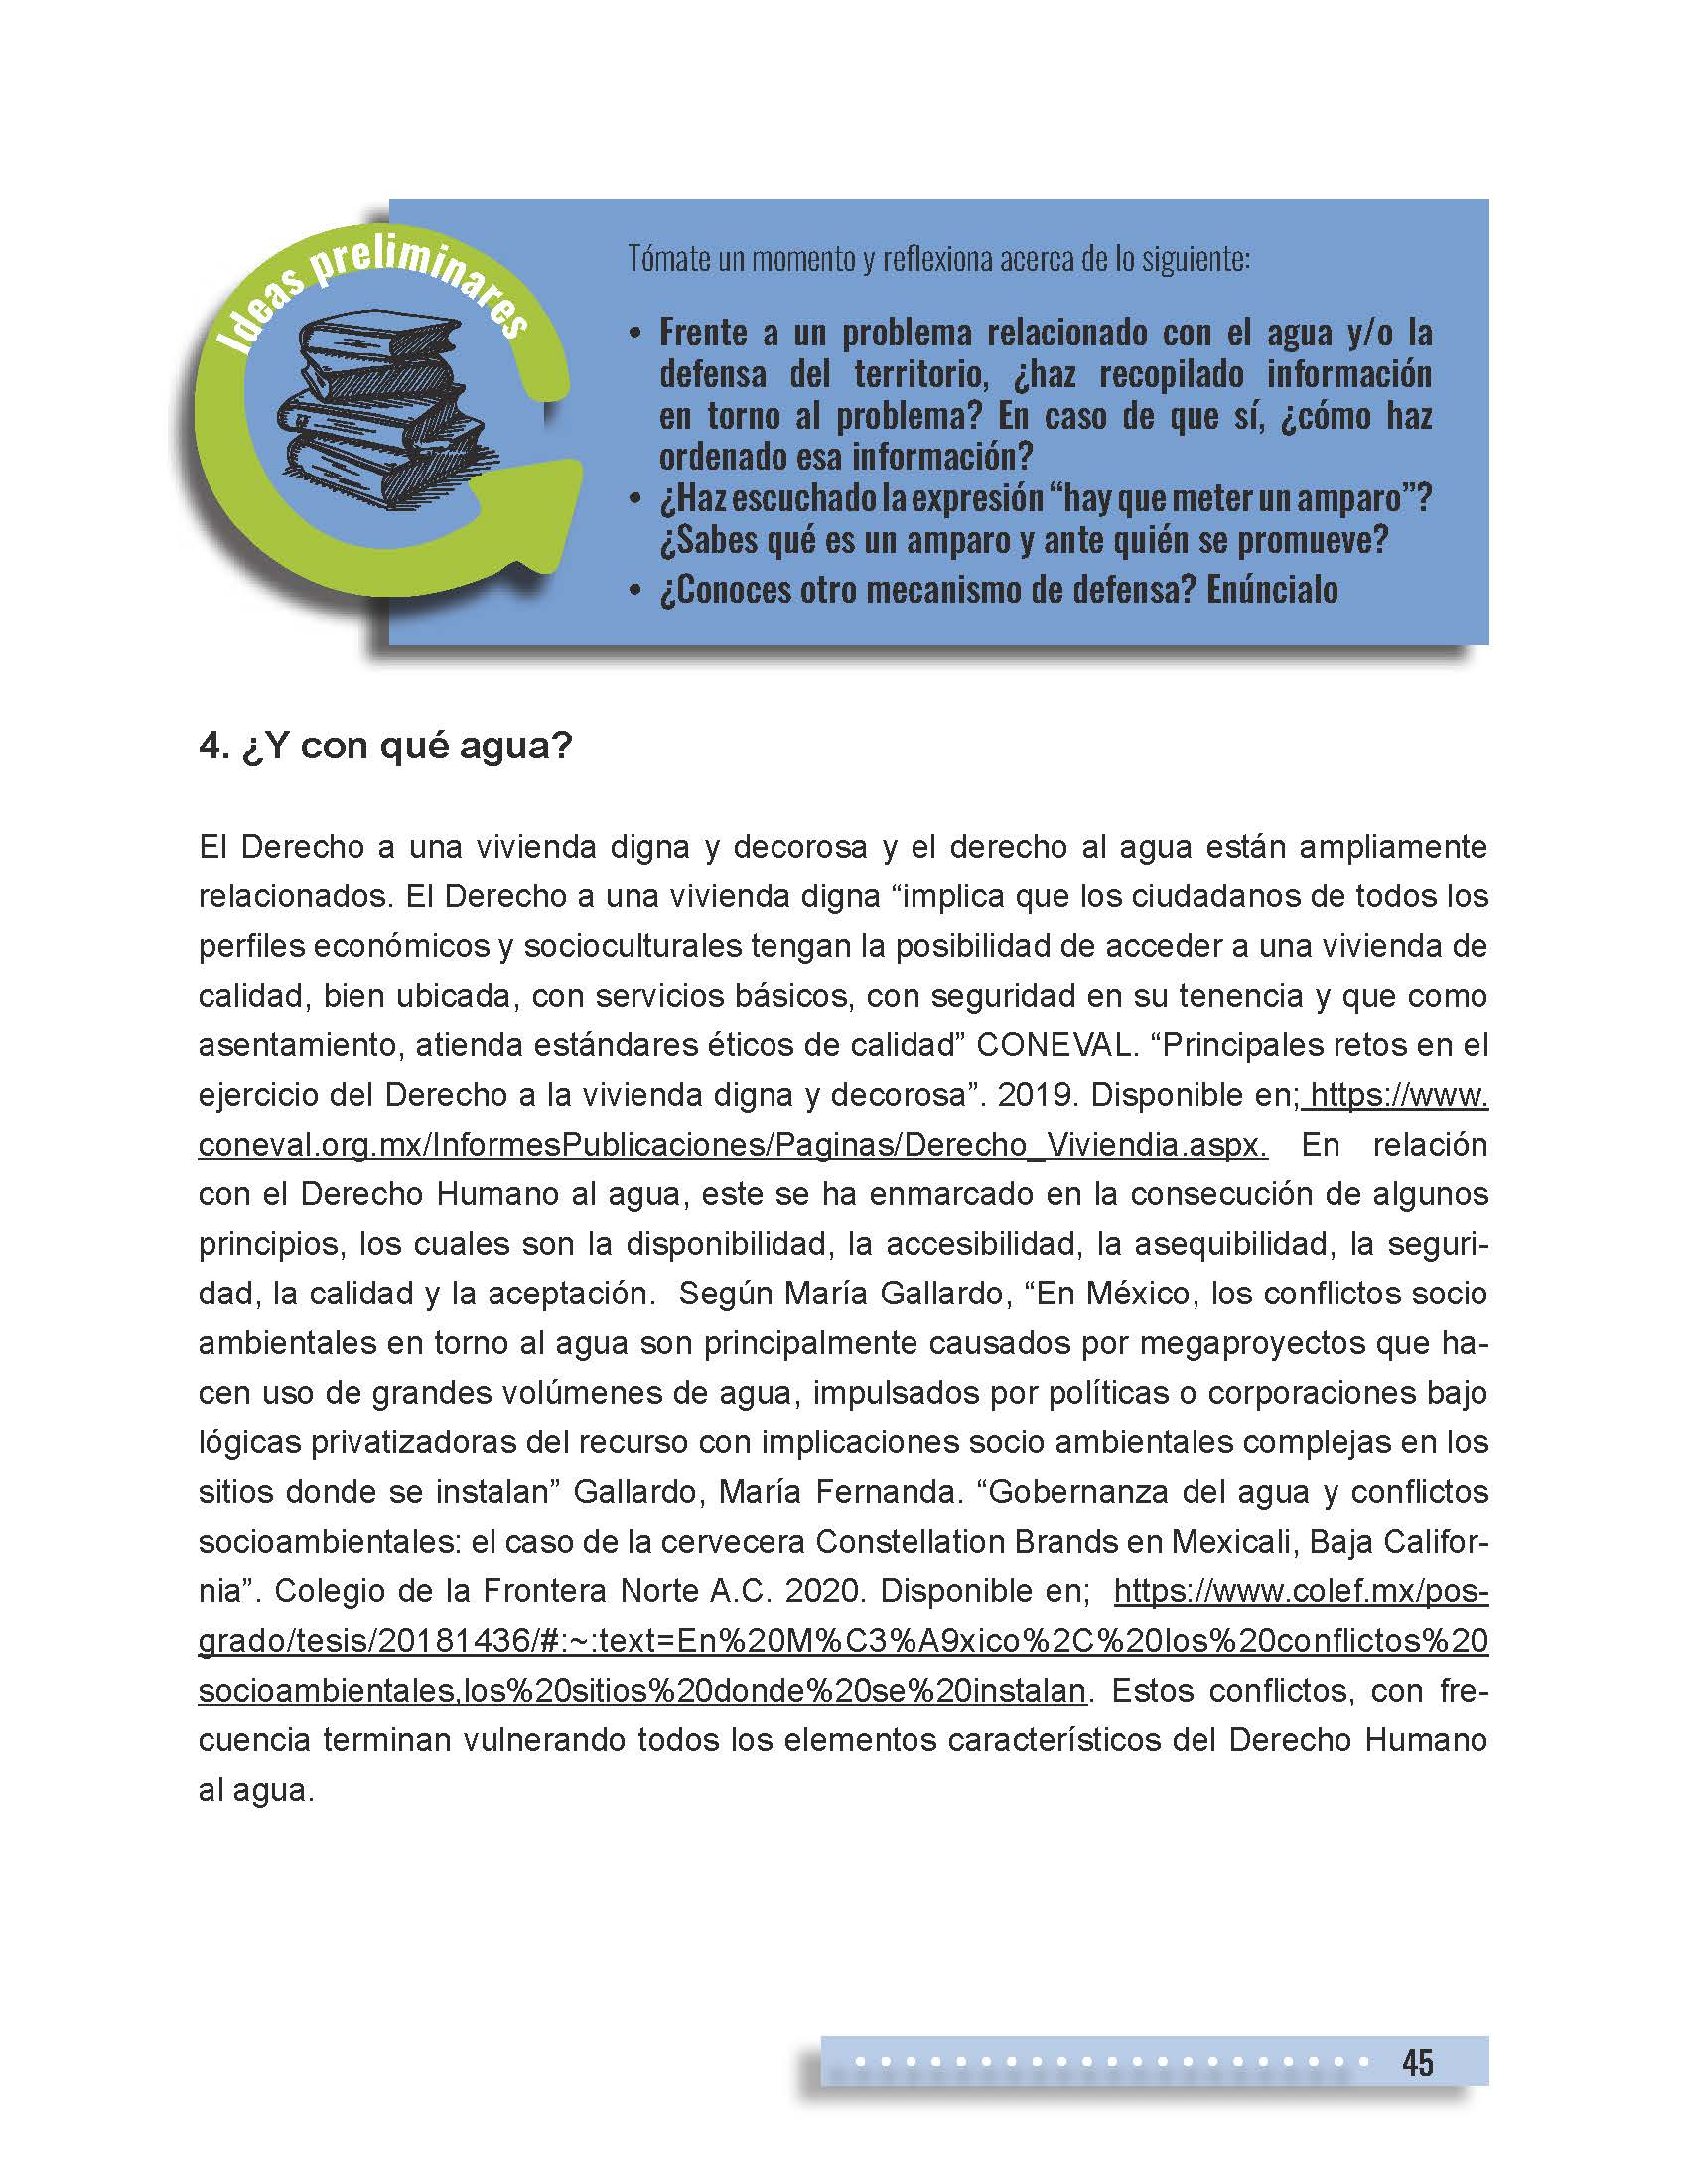 Ideas preliminares
Tómate un momento y reflexiona acerca de lo siguiente:
• Frente a un problema relacionado con el agua y/o la
defensa del territorio, ¿haz recopilado información
en torno al problema? En caso de que sí, ¿cómo haz
ordenado esa información?
• ¿Haz escuchado la expresión “hay que meter un amparo”?
¿Sabes qué es un amparo y ante quién se promueve?
• ¿Conoces otro mecanismo de defensa? Enúncialo
4. ¿Y con qué agua?
El Derecho a una vivienda digna y decorosa y el derecho al agua están ampliamente
relacionados. El Derecho a una vivienda digna “implica que los ciudadanos de todos los
perfiles económicos y socioculturales tengan la posibilidad de acceder a una vivienda de
calidad, bien ubicada, con servicios básicos, con seguridad en su tenencia y que como
asentamiento, atienda estándares éticos de calidad” CONEVAL. “Principales retos en el
ejercicio del Derecho a la vivienda digna y decorosa”. 2019. Disponible en; https://www.
coneval.org.mx/InformesPublicaciones/Paginas/Derecho_Viviendia.aspx. En relación
con el Derecho Humano al agua, este se ha enmarcado en la consecución de algunos
principios, los cuales son la disponibilidad, la accesibilidad, la asequibilidad, la seguri-
dad, la calidad y la aceptación. Según María Gallardo, “En México, los conflictos socio
ambientales en torno al agua son principalmente causados por megaproyectos que ha-
cen uso de grandes volúmenes de agua, impulsados por políticas o corporaciones bajo
lógicas privatizadoras del recurso con implicaciones socio ambientales complejas en los
sitios donde se instalan” Gallardo, María Fernanda. “Gobernanza del agua y conflictos
socioambientales: el caso de la cervecera Constellation Brands en Mexicali, Baja Califor-
nia”. Colegio de la Frontera Norte A.C. 2020. Disponible en; https://www.colef.mx/pos-
grado/tesis/20181436/#:~:text=En%20M%C3%A9xico%2C%20los%20conflictos%20
socioambientales,los%20sitios%20donde%20se%20instalan. Estos conflictos, con fre-
cuencia terminan vulnerando todos los elementos característicos del Derecho Humano
al agua.
45